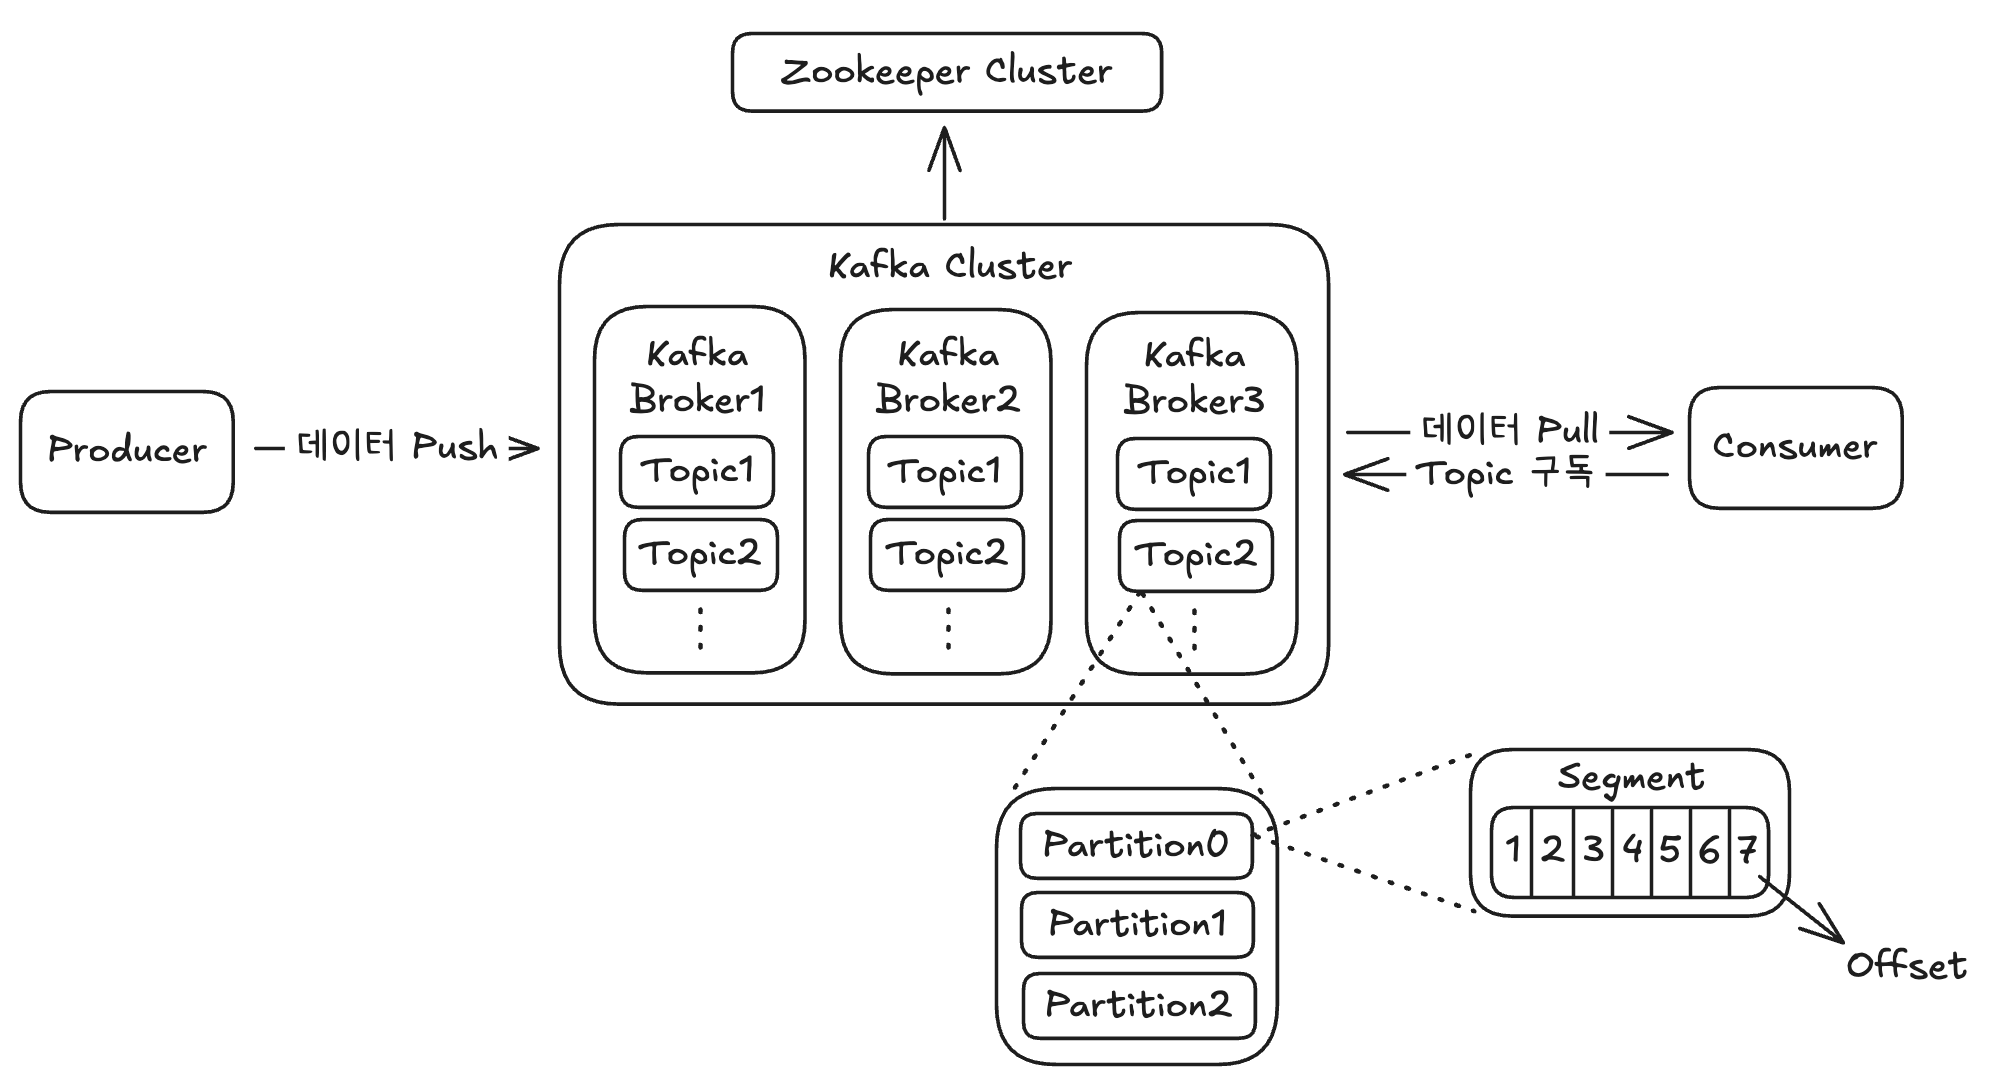 Zookeeper Cluster
Kafka Cluster
Kafka
Broker1
Topic1
Topic2
Kafka
Broker2
Topic1
Topic2
Kafka
Broker3
Topic1
Topic2
Producer
데이터 Push
데이터 Pull
Topic 구독
Consumer
Partition0
Partition1
Partition2
Segment
1 2 3 4 5 6 7
Offset